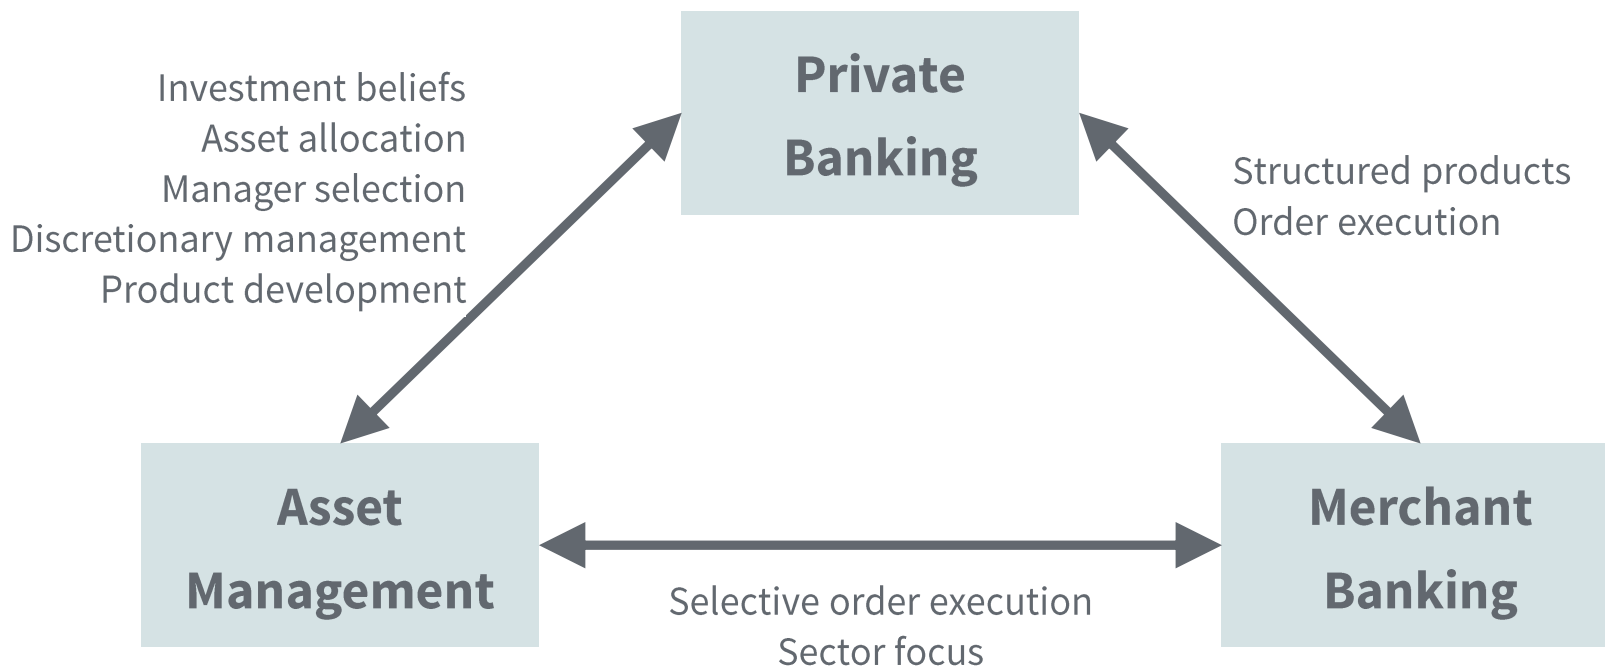 Private
Banking
Investment beliefs
Asset allocation
Manager selection
Discretionary management
Product development
Structured products
Order execution
Asset
Management
Merchant
Banking
Selective order execution
Sector focus